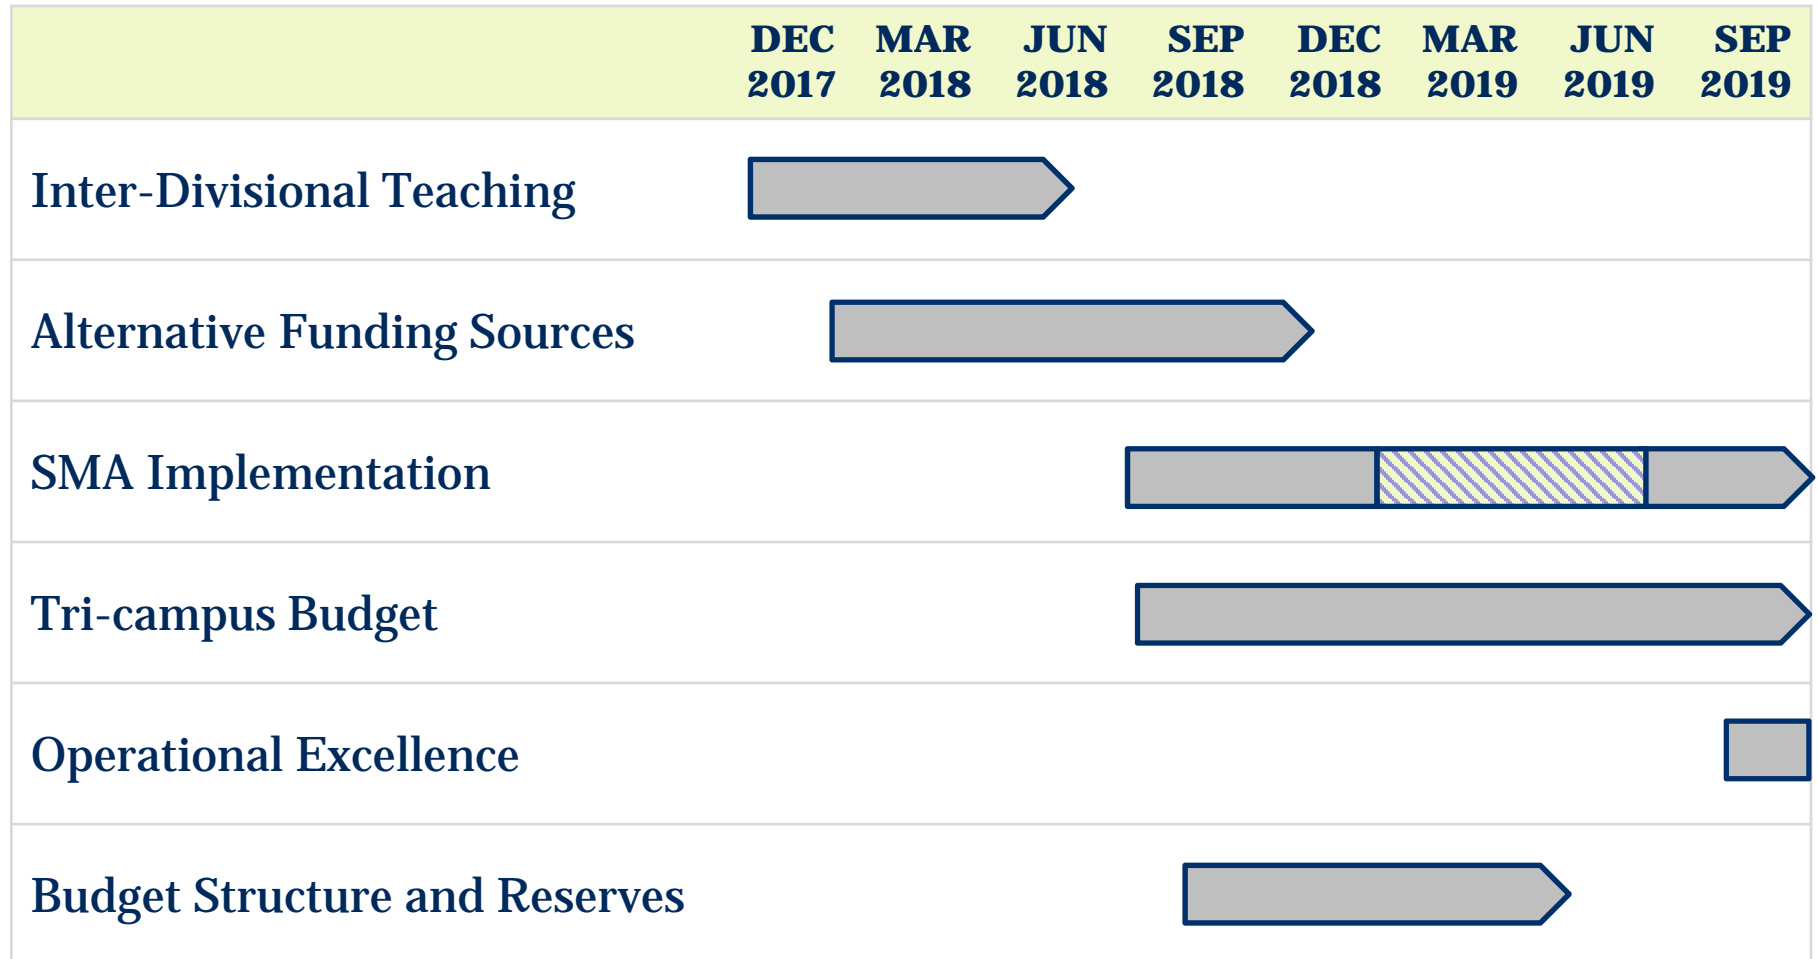 DEC MAR JUN SEP DEC MAR JUN SEP
2017 2018 2018 2018 2018 2019 2019 2019
Inter-Divisional Teaching
Alternative Funding Sources
SMA Implementation
Tri-campus Budget
Operational Excellence
Budget Structure and Reserves